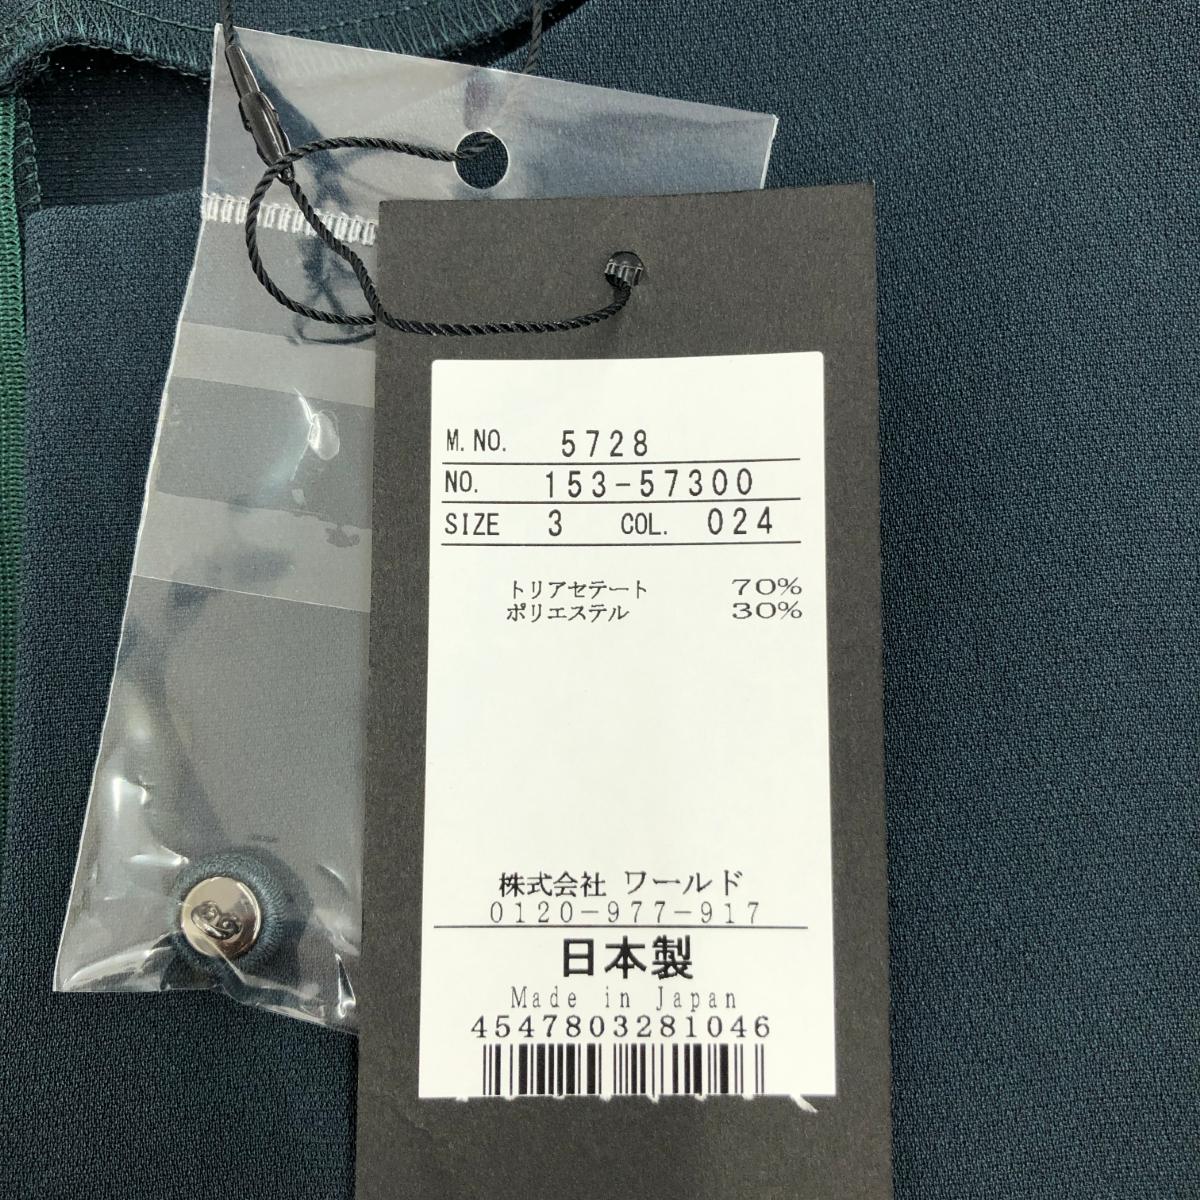 M.NO. 5728
NO. 153-57300
SIZE 3 COL. 024
トリアセテート 70%
ポリエステル 30%
株式会社 ワールド
0120-977-917
日本製
Made in Japan
4547803281046